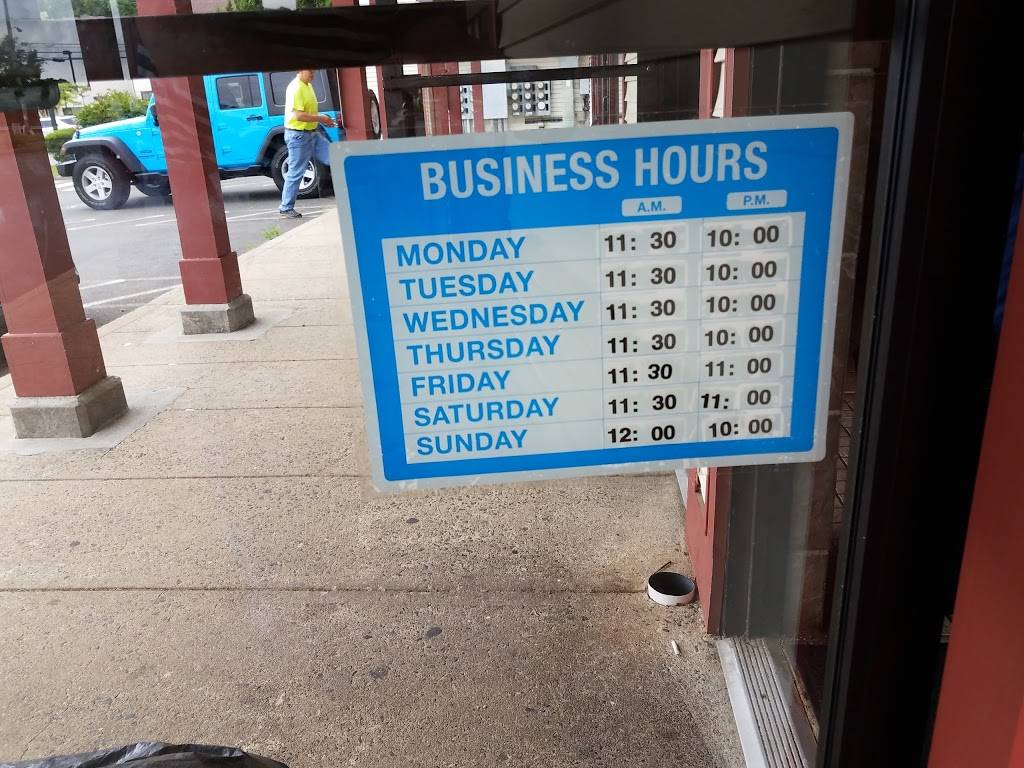 BUSINESS HOURS
A.M. P.M.
MONDAY 11: 30 10: 00
TUESDAY 11: 30 10: 00
WEDNESDAY 11: 30 10: 00
THURSDAY 11: 30 10: 00
FRIDAY 11: 30 11: 00
SATURDAY 11: 30 11: 00
SUNDAY 12: 00 10: 00